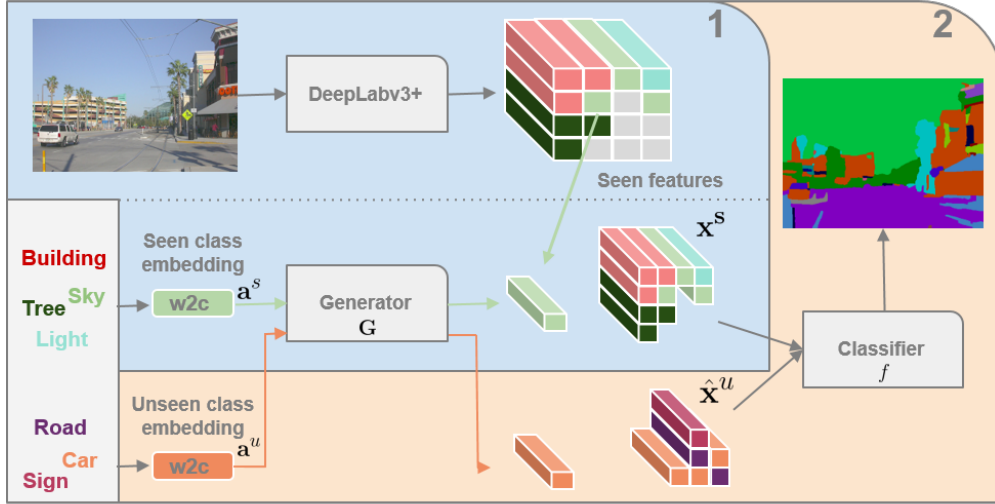 1
2
DeepLabv3+
Seen features
Building
Tree
Sky
Light
Seen class
embedding
w2c
a^s
Generator
G
x^s
Classifier
f
Road
Car
Sign
Unseen class
embedding
w2c
a^u
x̂^u